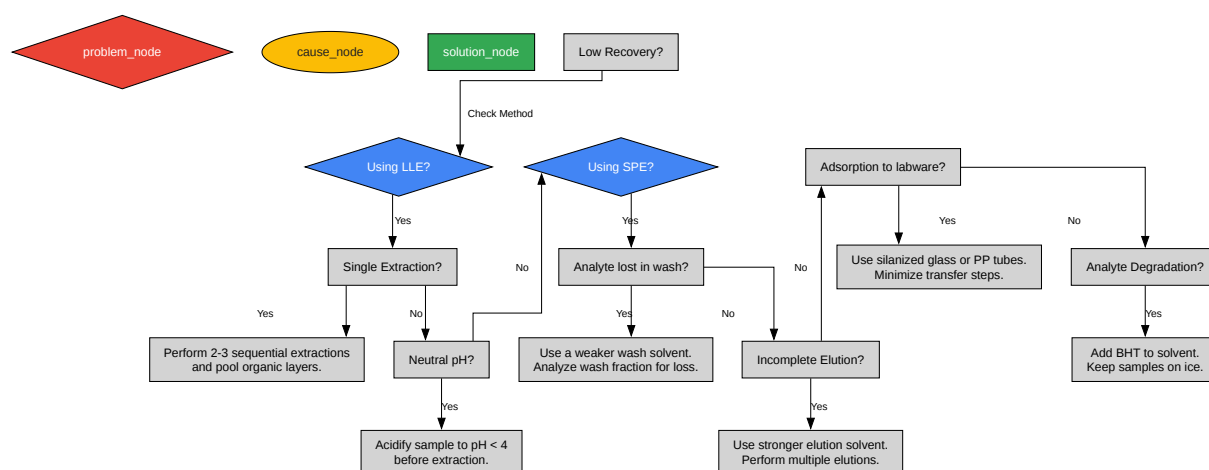 problem_node
cause_node
solution_node
Low Recovery?
Check Method
Using LLE?
Using SPE?
Adsorption to labware?
Yes
Yes
Yes
No
Single Extraction?
No
Analyte lost in wash?
No
Use silanized glass or PP tubes.
Minimize transfer steps.
Analyte Degradation?
Yes
No
Yes
No
Yes
Perform 2-3 sequential extractions
and pool organic layers.
Neutral pH?
Use a weaker wash solvent.
Analyze wash fraction for loss.
Incomplete Elution?
Add BHT to solvent.
Keep samples on ice.
Yes
Yes
Acidify sample to pH < 4
before extraction.
Use stronger elution solvent.
Perform multiple elutions.